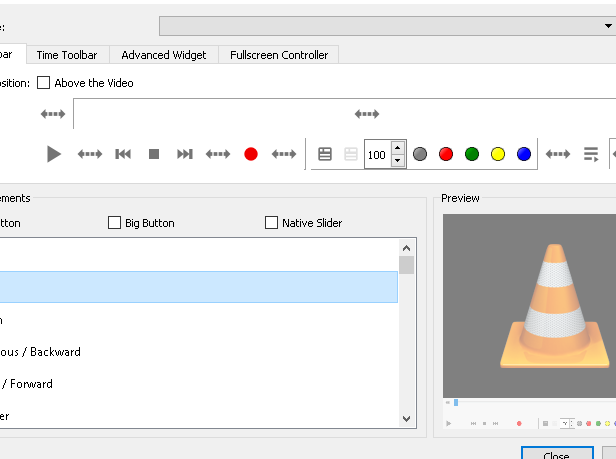 e:
bar
Time Toolbar
Advanced Widget
Fullscreen Controller
sition:
Above the Video
100
ements
tton
Big Button
Native Slider
Preview
n
ous / Backward
/ Forward
er
Close